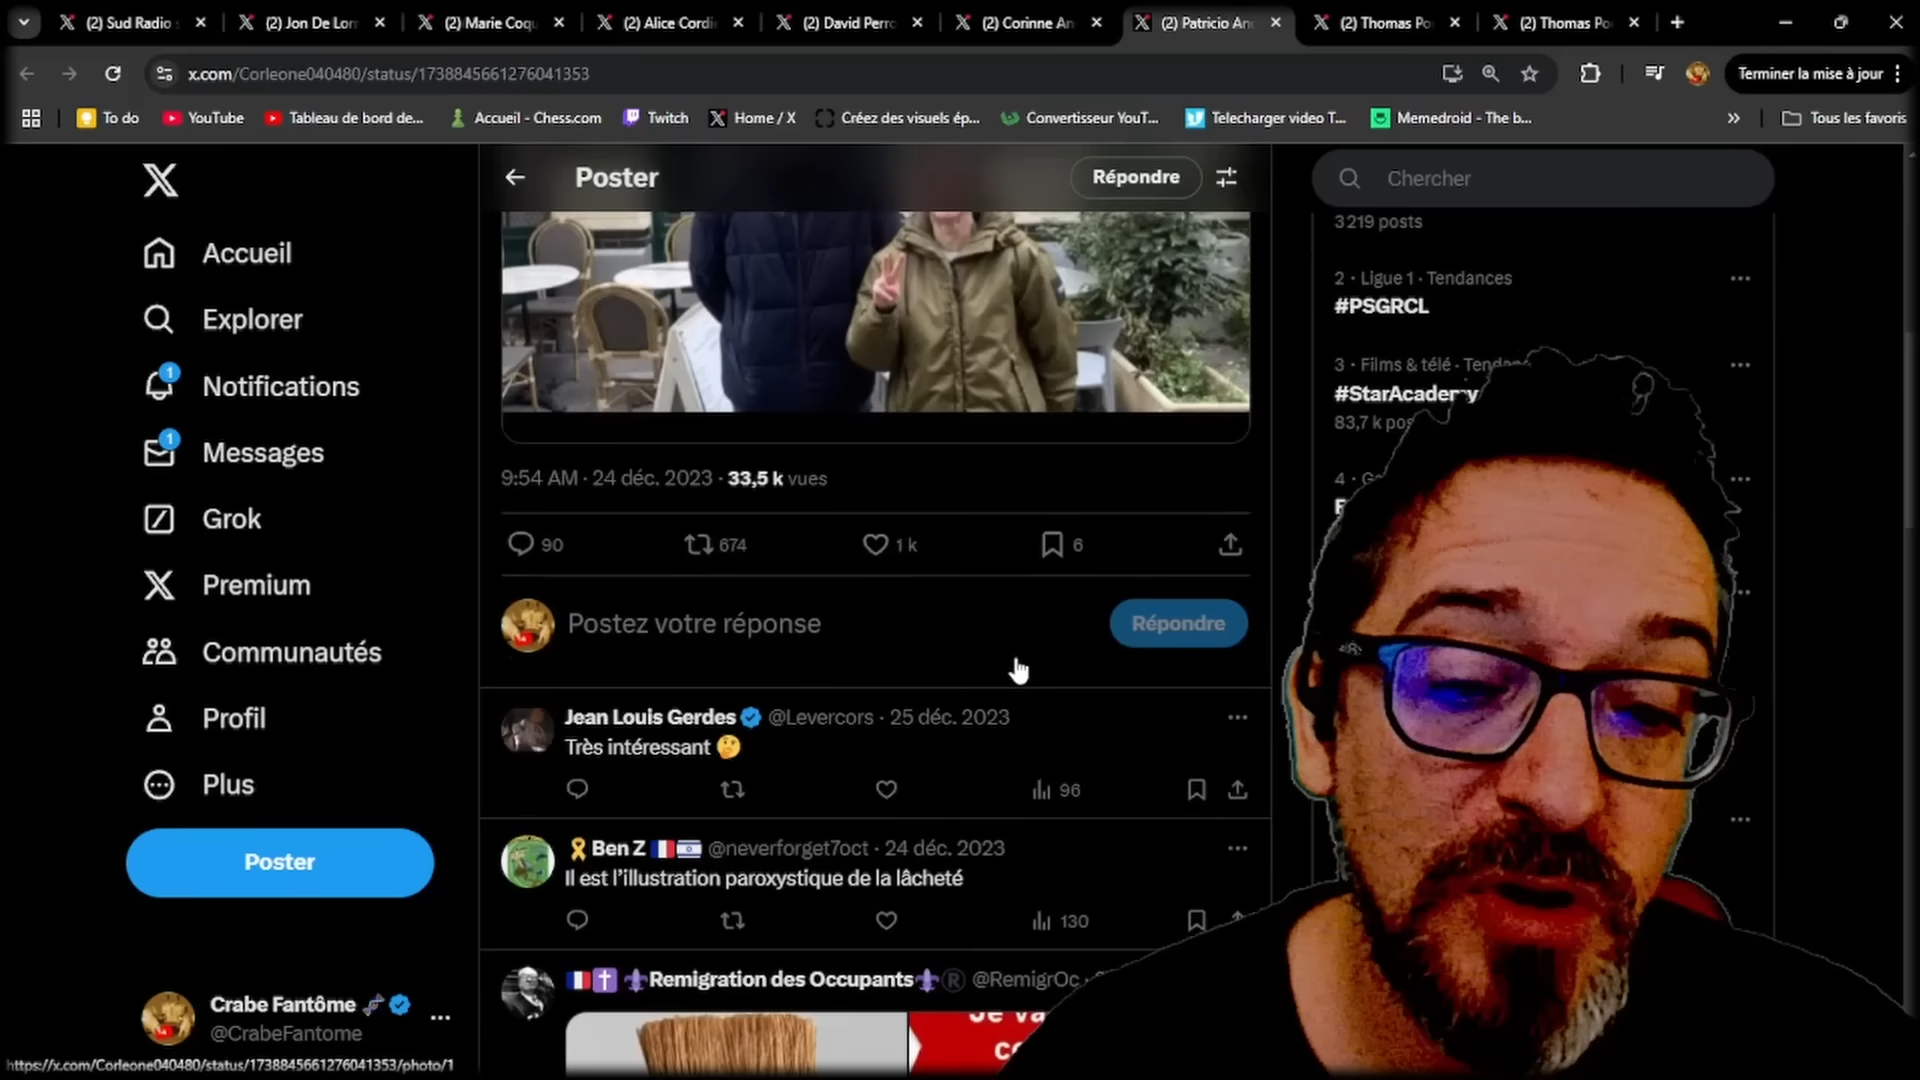 (2) Sud Radio
(2) Jon De Lor
(2) Marie Coqu
(2) Alice Cordi
(2) David Perro
(2) Corinne An
(2) Patricio An
(2) Thomas Po
(2) Thomas Po
x.com/Corleone040480/status/1738845661276041353
Terminer la mise à jour
To do
YouTube
Tableau de bord de...
Accueil - Chess.com
Twitch
Home / X
Créez des visuels ép...
Convertisseur YouT...
Telecharger video T...
Memedroid - The b...
Tous les favoris
Accueil
Explorer
1
Notifications
1
Messages
Grok
Premium
Communautés
Profil
Plus
Poster
Crabe Fantôme
@CrabeFantome
https://x.com/Corleone040480/status/1738845661276041353/photo/1
Poster
Répondre
9:54 AM · 24 déc. 2023 · 33,5 k vues
90
674
1 k
6
Postez votre réponse
Répondre
Jean Louis Gerdes @Levercors · 25 déc. 2023
Très intéressant 🤔
96
🎗️Ben Z 🇫🇷🇮🇱 @neverforget7oct · 24 déc. 2023
Il est l'illustration paroxystique de la lâcheté
130
🇫🇷✝️⚜️Remigration des Occupants⚜️®️ @RemigrOc ·
Je va
Chercher
3 219 posts
2 · Ligue 1 · Tendances
#PSGRCL
3 · Films & télé · Tendanc
#StarAcademy
83,7 k pos
4 · G